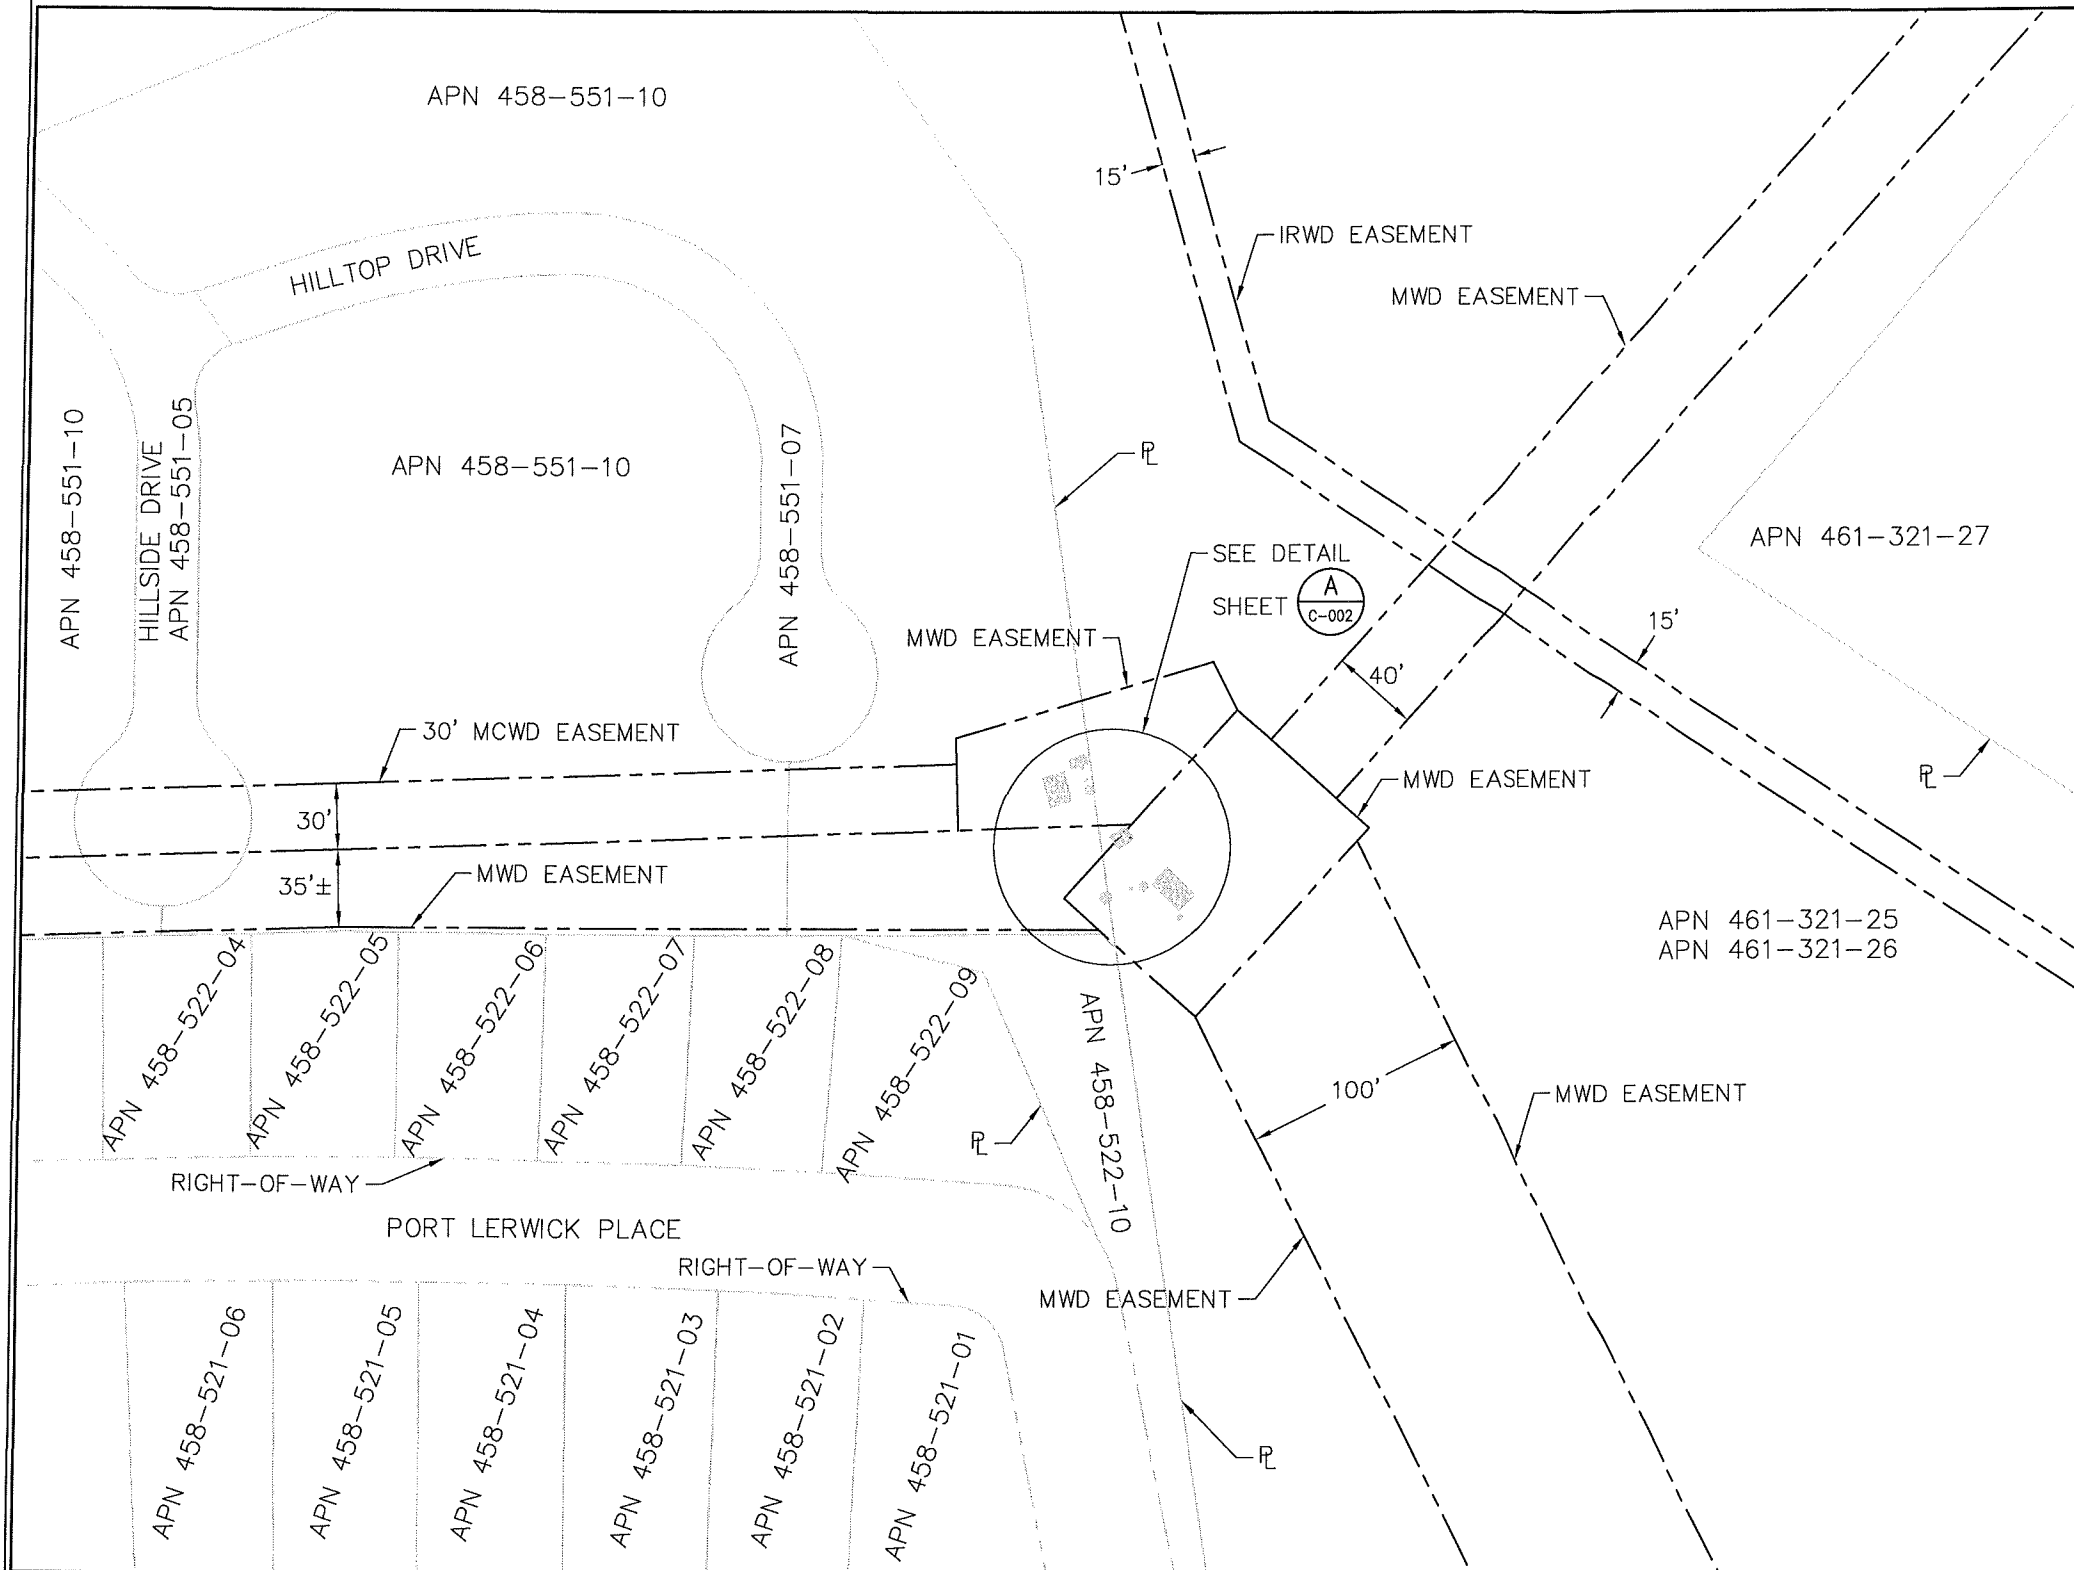 APN 458-551-10
15'
IRWD EASEMENT
MWD EASEMENT
HILLTOP DRIVE
APN 458-551-10
HILLSIDE DRIVE
APN 458-551-05
APN 458-551-10
APN 458-551-07
PL
APN 461-321-27
SEE DETAIL
SHEET
A
C-002
MWD EASEMENT
15'
40'
30' MCWD EASEMENT
PL
MWD EASEMENT
30'
35'±
MWD EASEMENT
APN 461-321-25
APN 461-321-26
APN 458-522-04
APN 458-522-05
APN 458-522-06
APN 458-522-07
APN 458-522-08
APN 458-522-09
APN 458-522-10
100'
MWD EASEMENT
PL
RIGHT-OF-WAY
PORT LERWICK PLACE
RIGHT-OF-WAY
MWD EASEMENT
APN 458-521-06
APN 458-521-05
APN 458-521-04
APN 458-521-03
APN 458-521-02
APN 458-521-01
PL